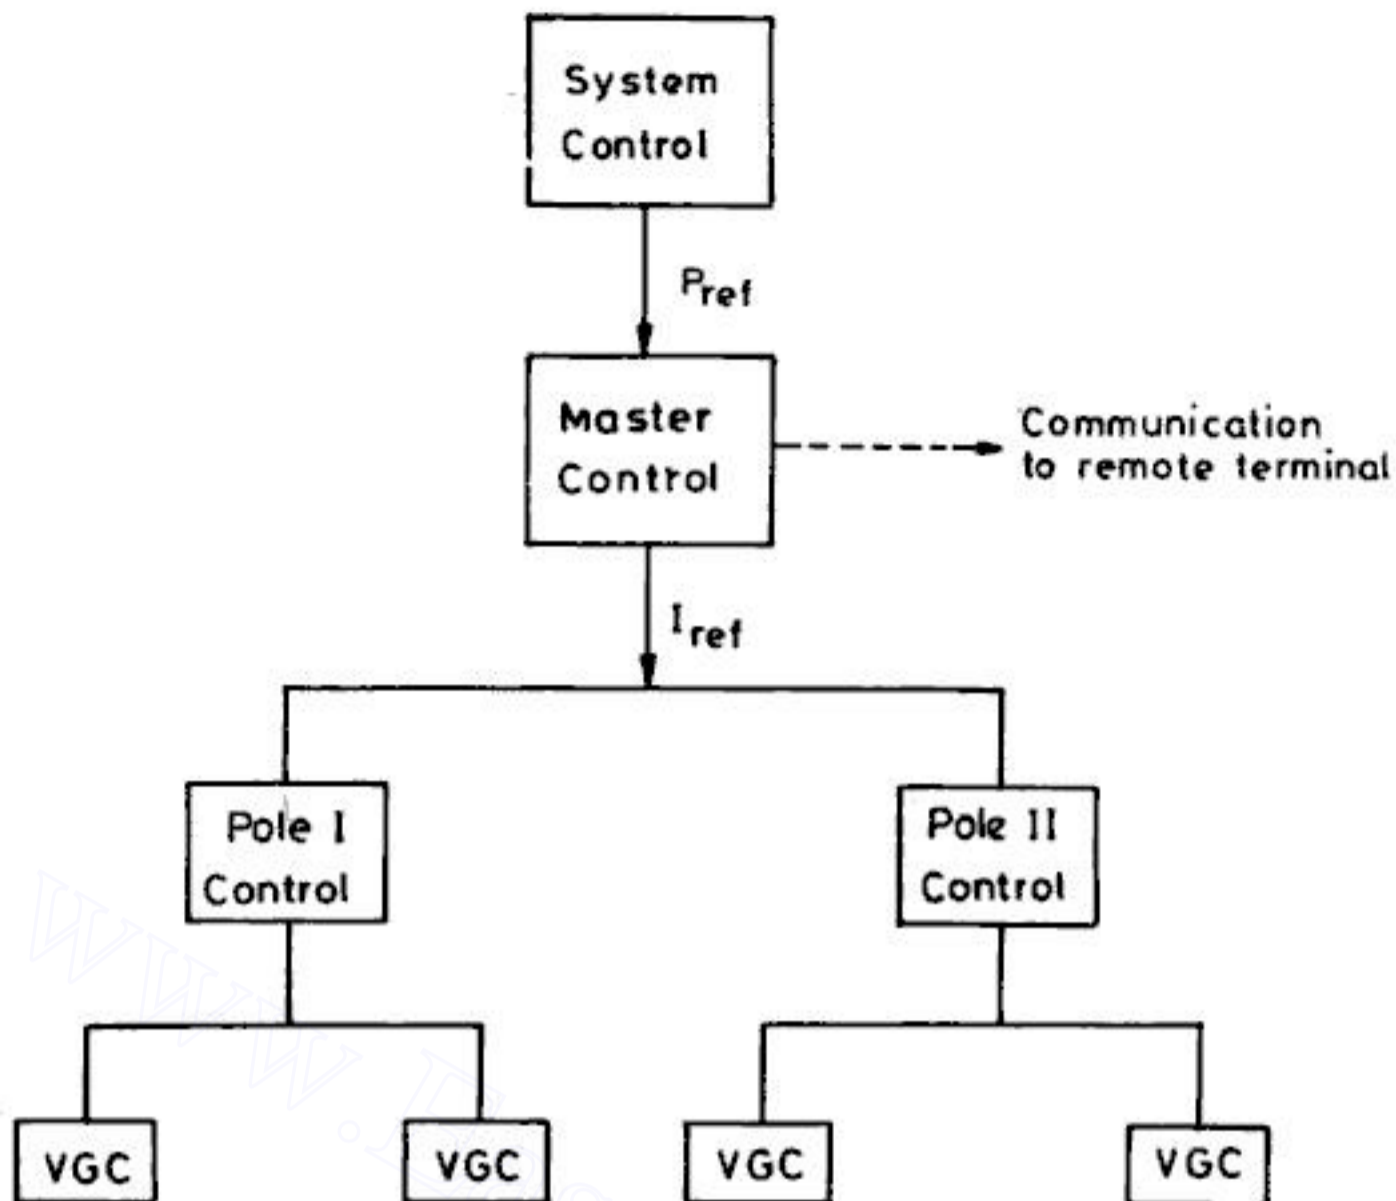 System
Control
Pref
Master
Control
Communication
to remote terminal
Iref
Pole I
Control
Pole II
Control
VGC
VGC
VGC
VGC
www.E